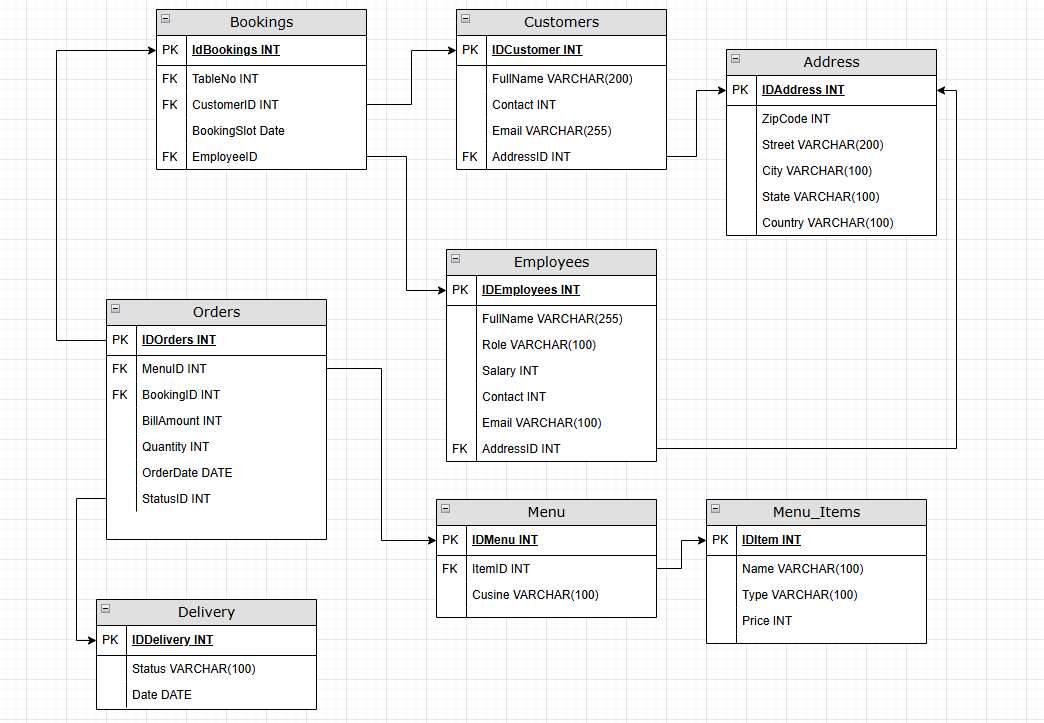 Bookings
PK IdBookings INT
FK TableNo INT
FK CustomerID INT
BookingSlot Date
FK EmployeeID
Customers
PK IDCustomer INT
FullName VARCHAR(200)
Contact INT
Email VARCHAR(255)
FK AddressID INT
Address
PK IDAddress INT
ZipCode INT
Street VARCHAR(200)
City VARCHAR(100)
State VARCHAR(100)
Country VARCHAR(100)
Employees
PK IDEmployees INT
FullName VARCHAR(255)
Role VARCHAR(100)
Salary INT
Contact INT
Email VARCHAR(100)
FK AddressID INT
Orders
PK IDOrders INT
FK MenuID INT
FK BookingID INT
BillAmount INT
Quantity INT
OrderDate DATE
StatusID INT
Menu
PK IDMenu INT
FK ItemID INT
Cusine VARCHAR(100)
Menu_Items
PK IDItem INT
Name VARCHAR(100)
Type VARCHAR(100)
Price INT
Delivery
PK IDDelivery INT
Status VARCHAR(100)
Date DATE